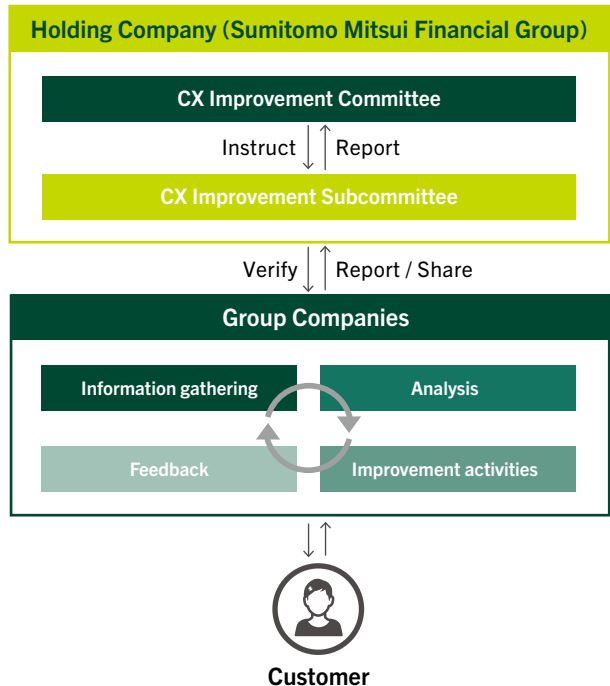 Holding Company (Sumitomo Mitsui Financial Group)
CX Improvement Committee
Instruct Report
CX Improvement Subcommittee
Verify Report / Share
Group Companies
Information gathering Analysis
Feedback Improvement activities
Customer